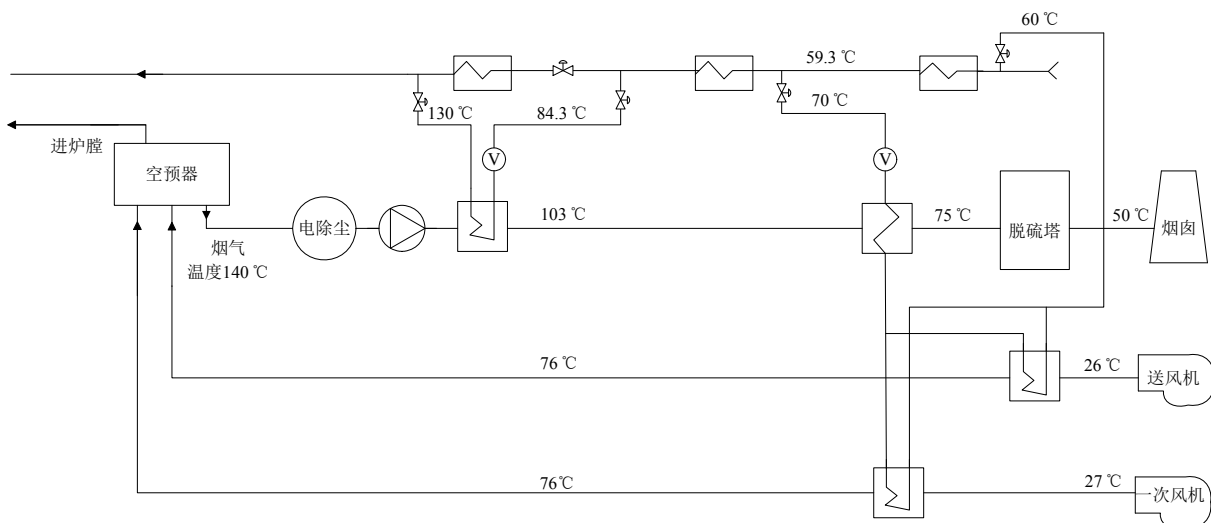 60 ℃
59.3 ℃
130 ℃
84.3 ℃
70 ℃
进炉膛
V
V
空预器
电除尘
103 ℃
75 ℃
脱硫塔
50 ℃
烟囱
烟气
温度140 ℃
76 ℃
26 ℃
送风机
76℃
27 ℃
一次风机